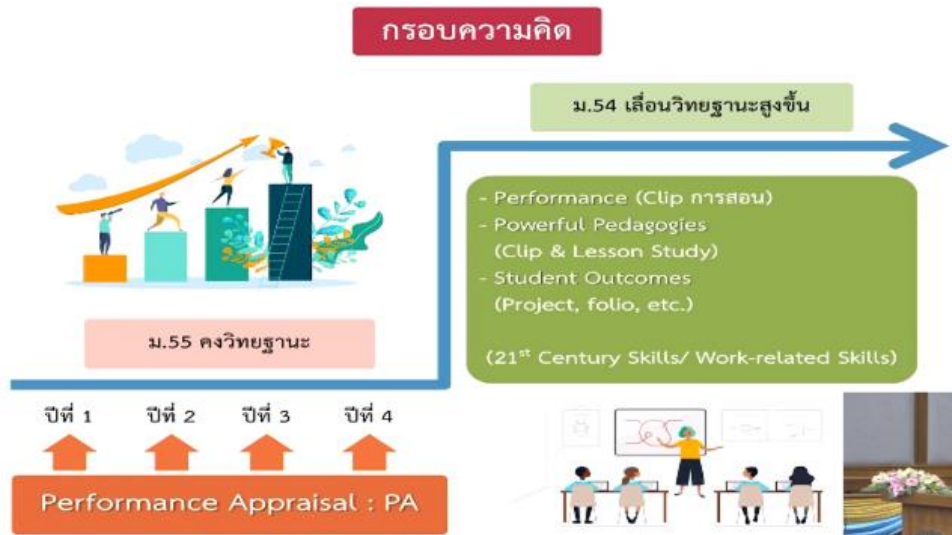 กรอบความคิด
ม.54 เลื่อนวิทยฐานะสูงขึ้น
- Performance (Clip การสอน)
- Powerful Pedagogies
(Clip & Lesson Study)
- Student Outcomes
(Project, folio, etc.)
(21st Century Skills/ Work-related Skills)
ม.55 คงวิทยฐานะ
ปีที่ 1 ปีที่ 2 ปีที่ 3 ปีที่ 4
Performance Appraisal : PA